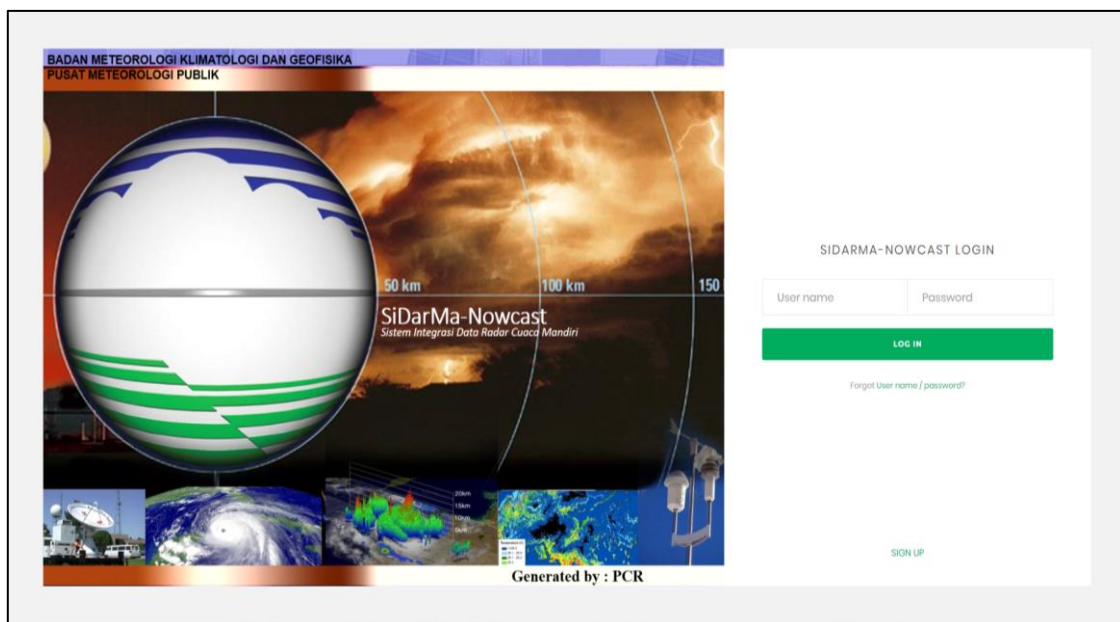 BADAN METEOROLOGI KLIMATOLOGI DAN GEOFISIKA
PUSAT METEOROLOGI PUBLIK
50 km
100 km
150
SiDarMa-Nowcast
Sistem Integrasi Data Radar Cuaca Mandiri
20km
15km
10km
5km
Generated by : PCR
SIDARMA-NOWCAST LOGIN
User name
Password
LOG IN
Forgot User name / password?
SIGN UP